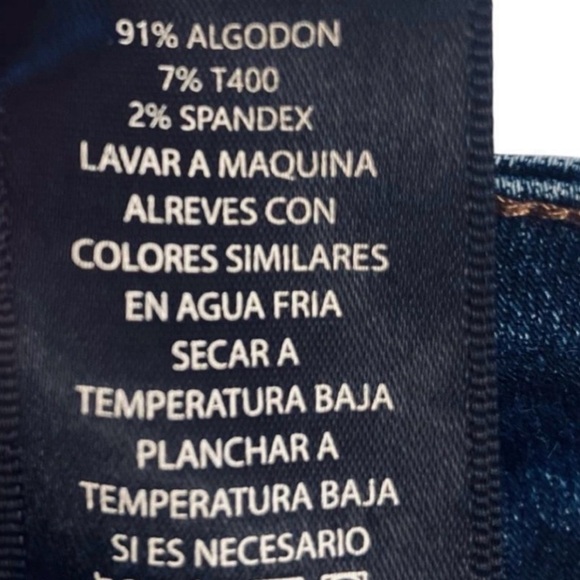 91% ALGODON
7% T400
2% SPANDEX
LAVAR A MAQUINA
ALREVES CON
COLORES SIMILARES
EN AGUA FRIA
SECAR A
TEMPERATURA BAJA
PLANCHAR A
TEMPERATURA BAJA
SI ES NECESARIO